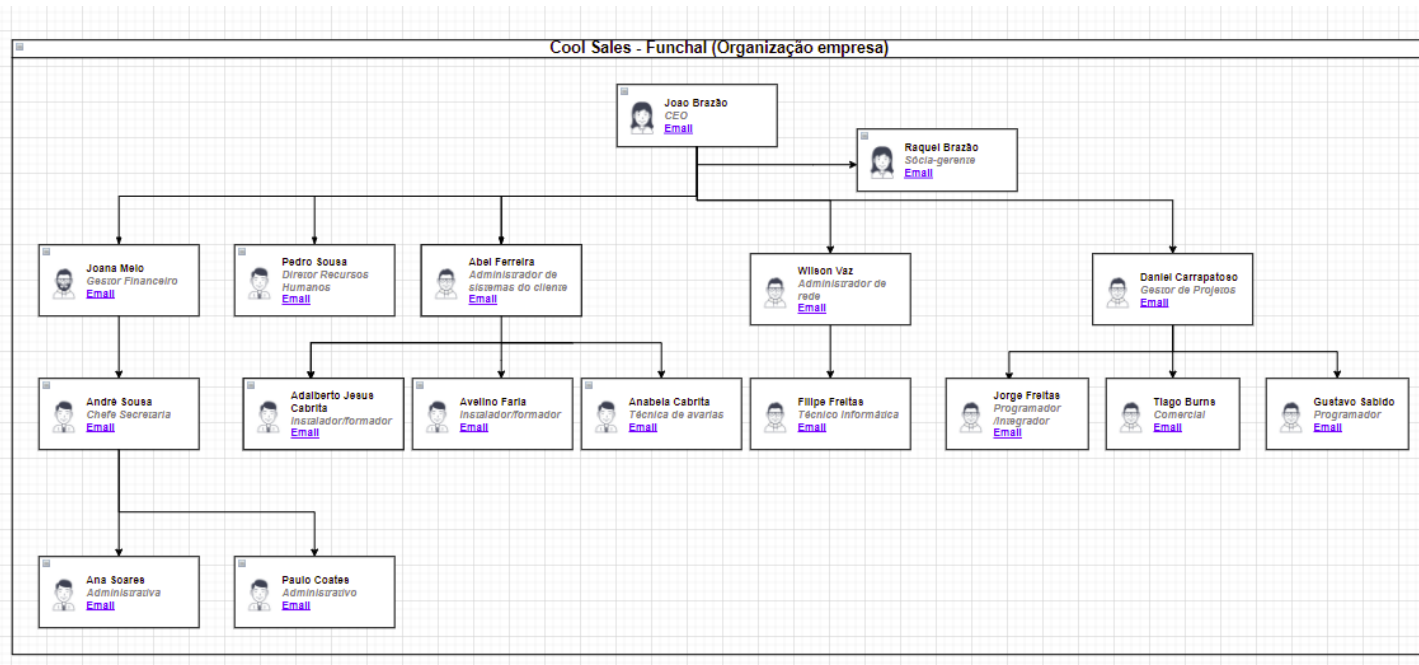 Cool Sales - Funchal (Organização empresa)
Joao Brazão
CEO
Email
Raquel Brazão
Sócia-gerente
Email
Joana Melo
Gestor Financeiro
Email
Pedro Sousa
Diretor Recursos
Humanos
Email
Abel Ferreira
Administrador de
sistemas do cliente
Email
Wilson Vaz
Administrador de
rede
Email
Daniel Carrapatoso
Gestor de Projetos
Email
André Sousa
Chefe Secretaria
Email
Adalberto Jesus
Cabrita
Instalador/formador
Email
Avelino Faria
Instalador/formador
Email
Anabela Cabrita
Técnica de avarias
Email
Filipe Freitas
Técnico Informática
Email
Jorge Freitas
Programador
/Integrador
Email
Tiago Burns
Comercial
Email
Gustavo Sabido
Programador
Email
Ana Soares
Administrativa
Email
Paulo Coates
Administrativo
Email